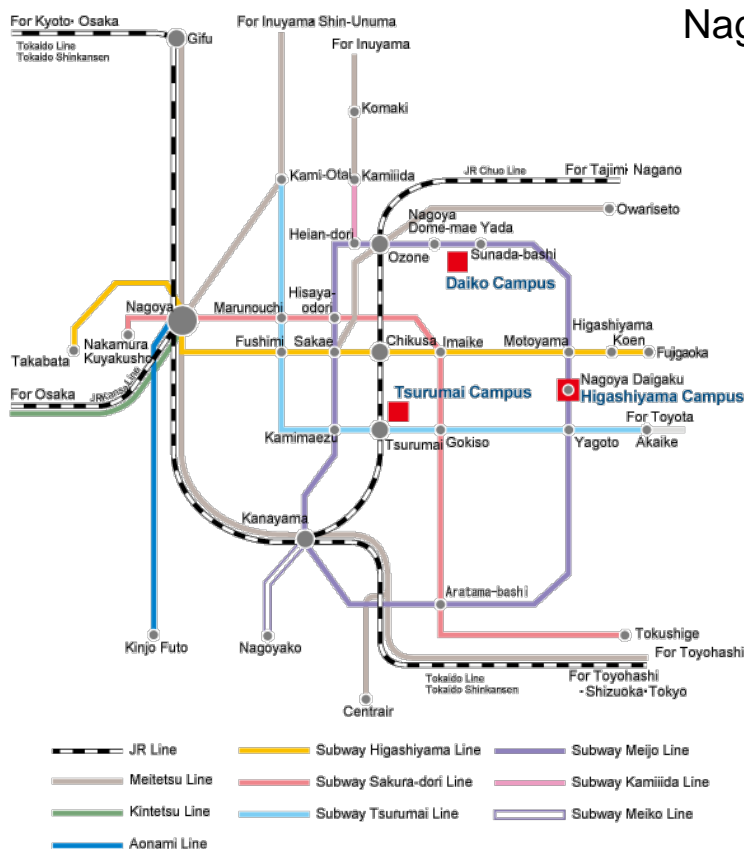 Nag
For Kyoto· Osaka
Tokaido Line
Tokaido Shinkansen
Gifu
For Inuyama Shin-Unuma
For Inuyama
Komaki
Kami-Otai
Kamiiida
JR Chuo Line
For Tajimi· Nagano
Owariseto
Heian-dori
Nagoya
Dome-mae Yada
Ozone
Sunada-bashi
Daiko Campus
Nagoya
Marunouchi
Hisaya-
odori
Nakamura
Kuyakusho
Takabata
Fushimi
Sakae
Chikusa
Imaike
Motoyama
Higashiyama
Koen
Fujigaoka
For Osaka
JR Kansai Line
Tsurumai Campus
Nagoya Daigaku
Higashiyama Campus
For Toyota
Kamimaezu
Tsurumai
Gokiso
Yagoto
Akaike
Kanayama
Aratama-bashi
Kinjo Futo
Nagoyako
Tokushige
For Toyohashi
Tokaido Line
Tokaido Shinkansen
For Toyohashi
·Shizuoka·Tokyo
Centrair
JR Line
Subway Higashiyama Line
Subway Meijo Line
Meitetsu Line
Subway Sakura-dori Line
Subway Kamiiida Line
Kintetsu Line
Subway Tsurumai Line
Subway Meiko Line
Aonami Line